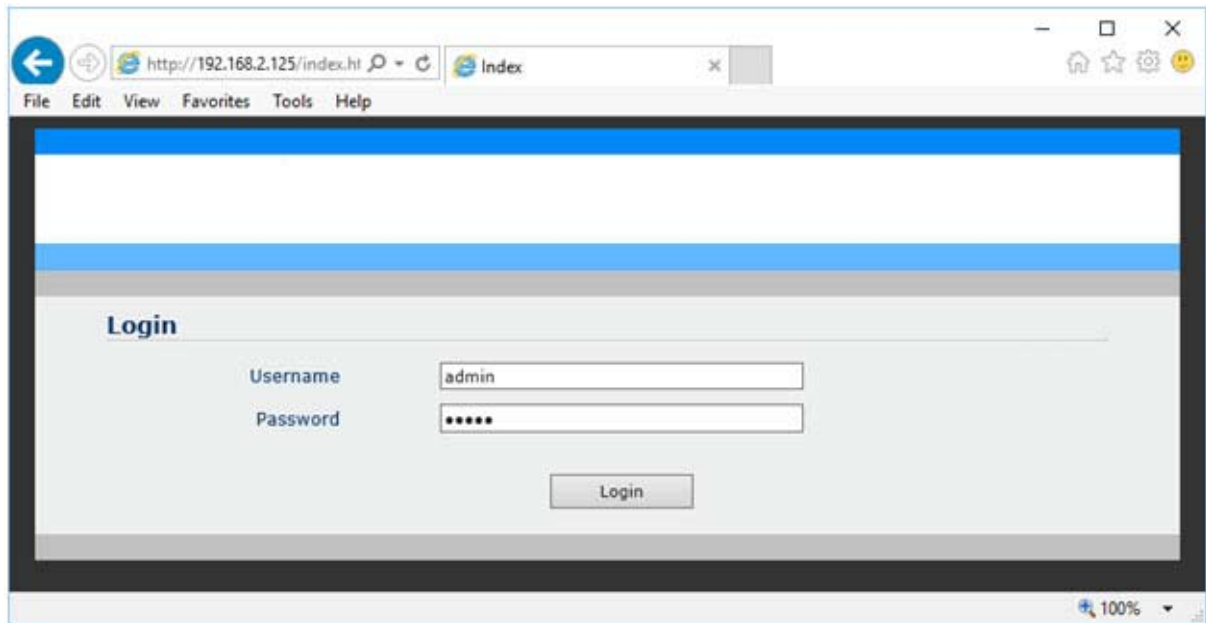 http://192.168.2.125/index.ht
Index
File Edit View Favorites Tools Help
Login
Username admin
Password •••••
Login
100%